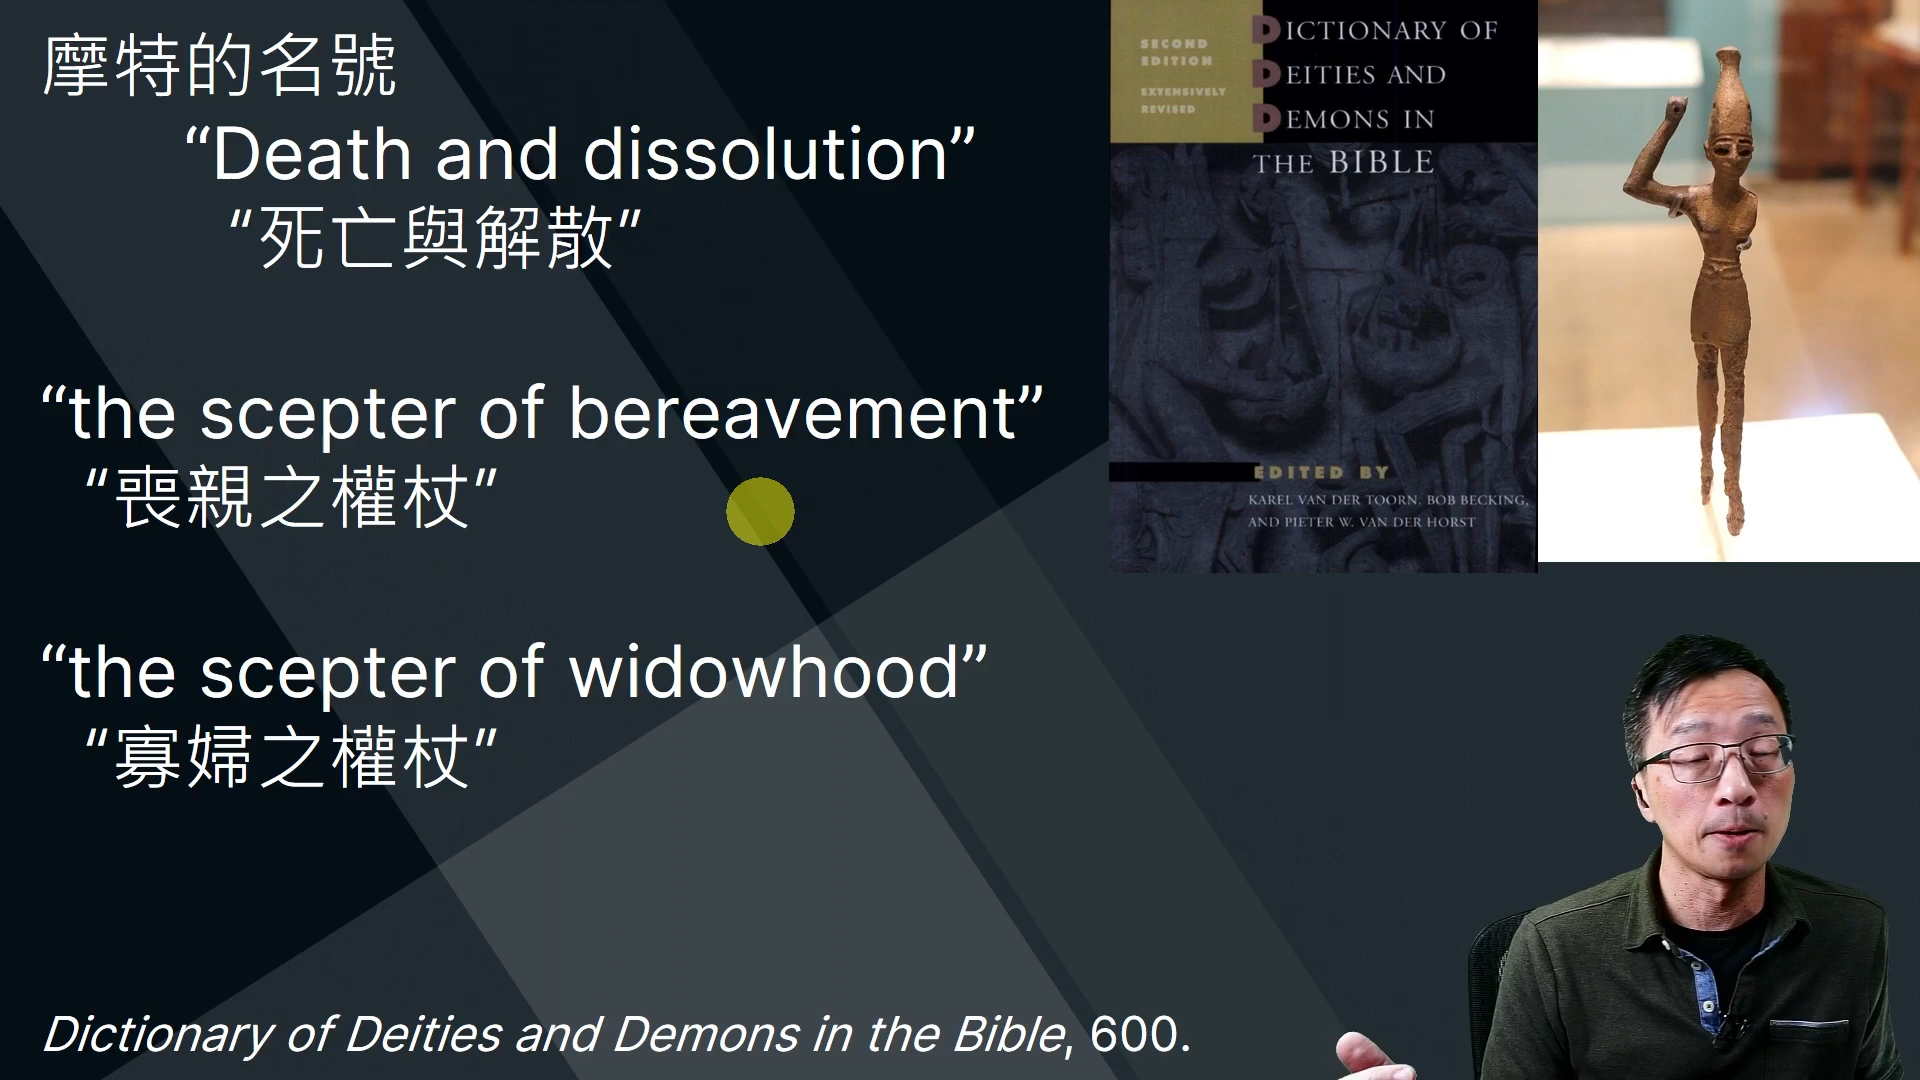 摩特的名號
“Death and dissolution”
“死亡與解散”
“the scepter of bereavement”
“喪親之權杖”
“the scepter of widowhood”
“寡婦之權杖”
Dictionary of Deities and Demons in the Bible, 600.
SECOND
EDITION
EXTENSIVELY
REVISED
DICTIONARY OF
DEITIES AND
DEMONS IN
THE BIBLE
EDITED BY
KAREL VAN DER TOORN, BOB BECKING,
AND PIETER W. VAN DER HORST